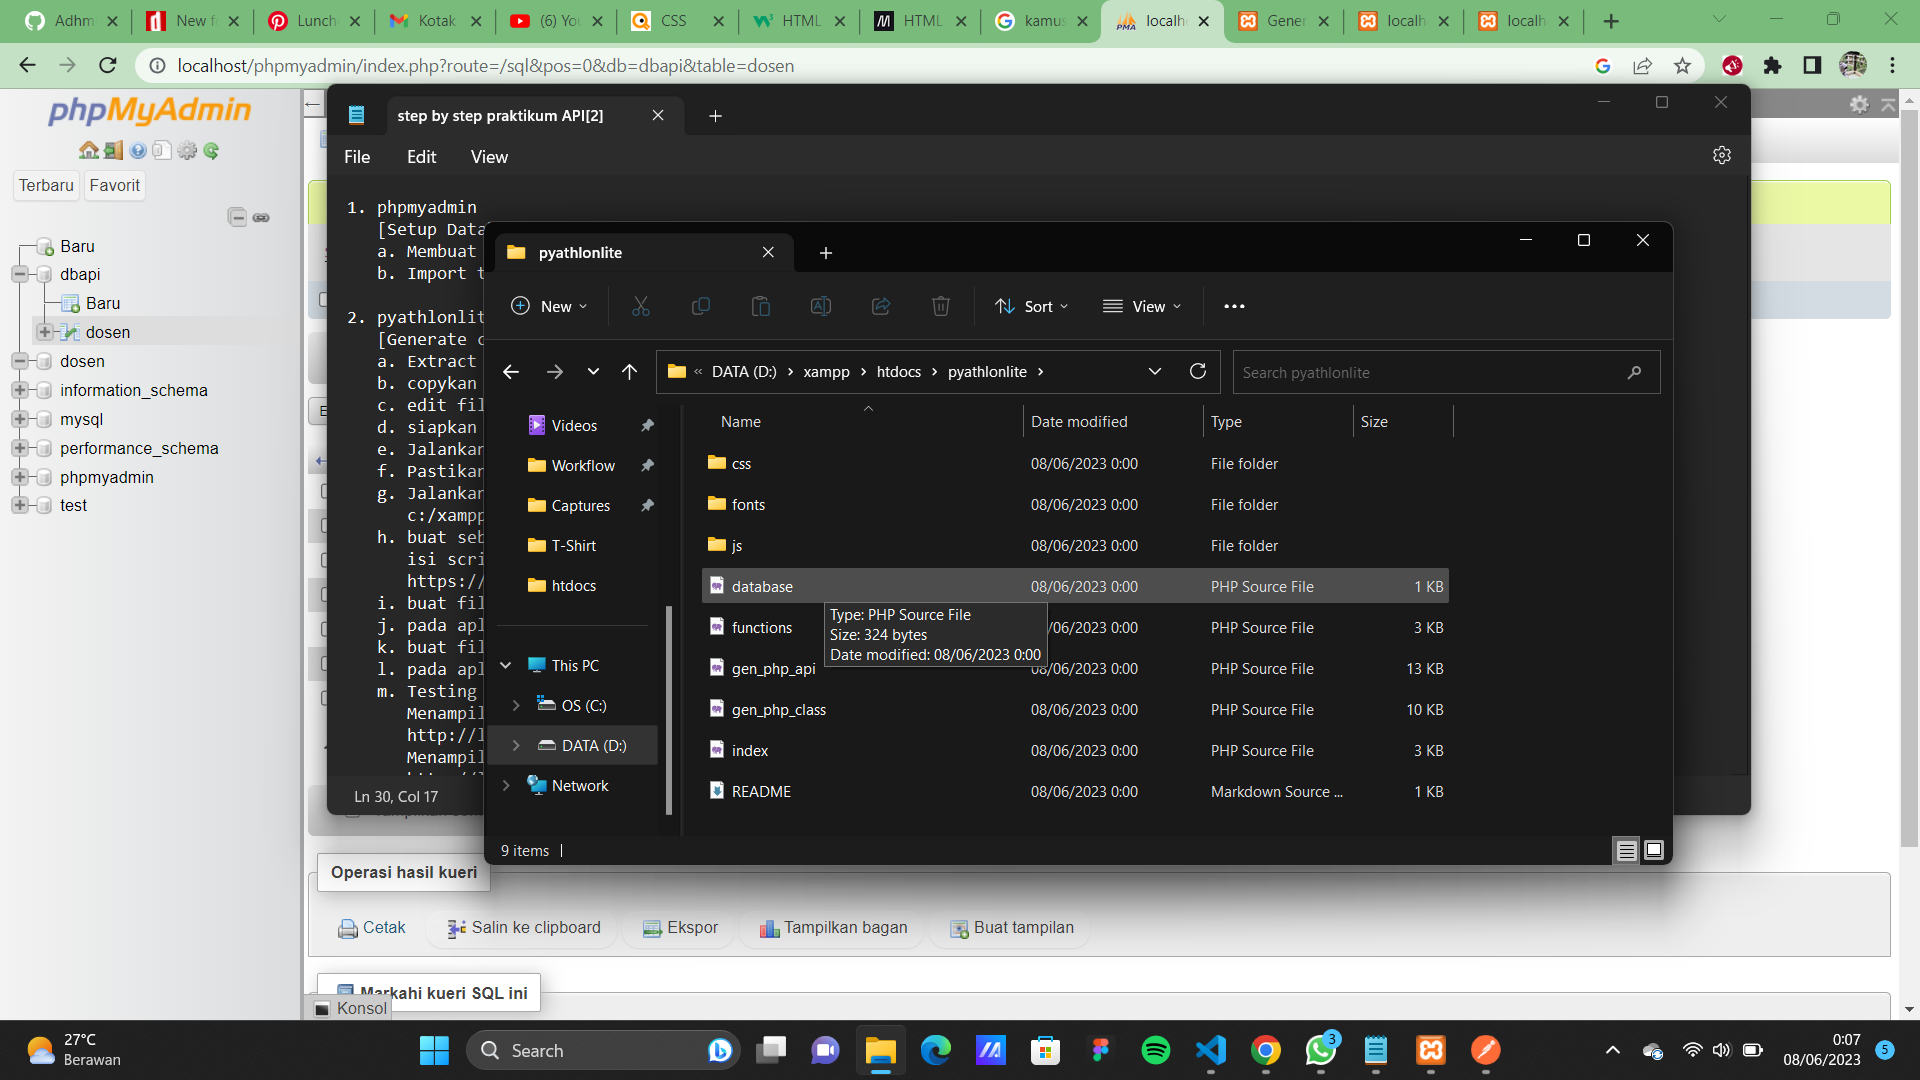 Adhm
New f
Lunch
Kotak
(6) You
CSS
HTML
HTML
kamus
localh
Gener
localh
localh
localhost/phpmyadmin/index.php?route=/sql&pos=0&db=dbapi&table=dosen
phpMyAdmin
Terbaru
Favorit
Baru
dbapi
Baru
dosen
dosen
information_schema
mysql
performance_schema
phpmyadmin
test
step by step praktikum API[2]
File Edit View
1. phpmyadmin
[Setup Data
a. Membuat
b. Import t
2. pyathlonlit
[Generate c
a. Extract
b. copykan
c. edit fil
d. siapkan
e. Jalankan
f. Pastikan
g. Jalankan
c:/xampp
h. buat seb
isi scri
https://
i. buat fil
j. pada apl
k. buat fil
l. pada apl
m. Testing
Menampil
http://l
Menampil
Ln 30, Col 17
pyathlonlite
New
Sort
View
« DATA (D:) › xampp › htdocs › pyathlonlite ›
Search pyathlonlite
Videos
Workflow
Captures
T-Shirt
htdocs
This PC
OS (C:)
DATA (D:)
Network
Name Date modified Type Size
css 08/06/2023 0:00 File folder
fonts 08/06/2023 0:00 File folder
js 08/06/2023 0:00 File folder
database 08/06/2023 0:00 PHP Source File 1 KB
functions /06/2023 0:00 PHP Source File 3 KB
gen_php_api 08/06/2023 0:00 PHP Source File 13 KB
gen_php_class 08/06/2023 0:00 PHP Source File 10 KB
index 08/06/2023 0:00 PHP Source File 3 KB
README 08/06/2023 0:00 Markdown Source ... 1 KB
Type: PHP Source File
Size: 324 bytes
Date modified: 08/06/2023 0:00
9 items
Operasi hasil kueri
Cetak
Salin ke clipboard
Ekspor
Tampilkan bagan
Buat tampilan
Markahi kueri SQL ini
Konsol
27°C
Berawan
Search
3
0:07
08/06/2023
5